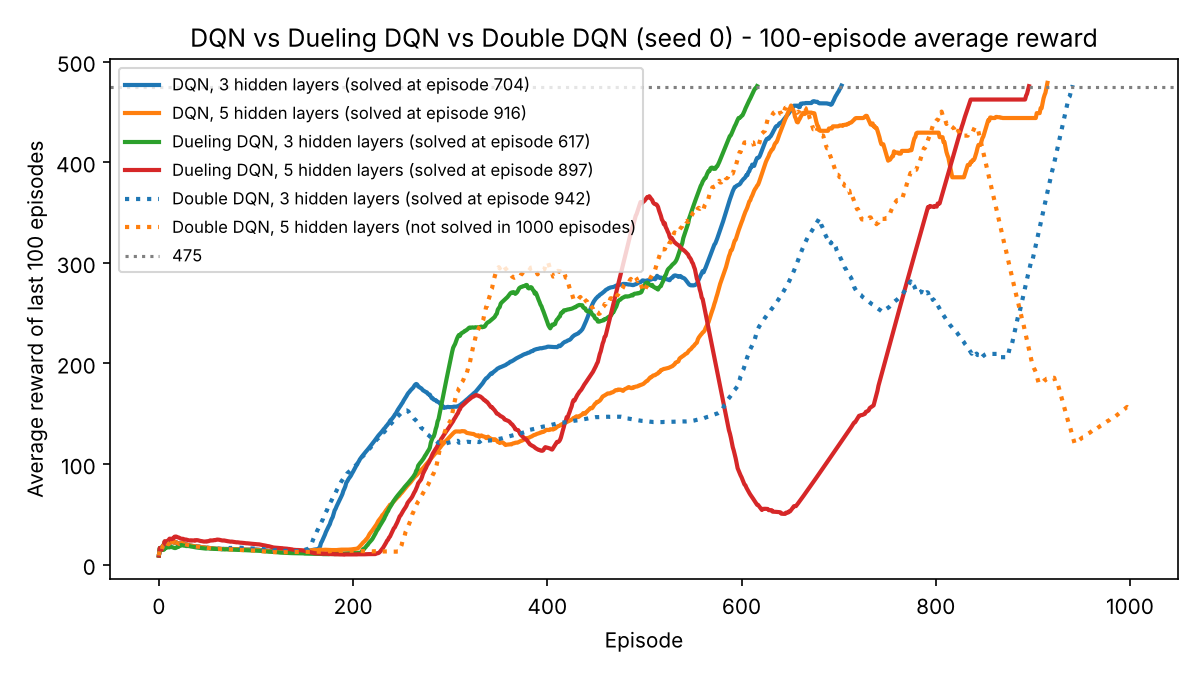 DQN vs Dueling DQN vs Double DQN (seed 0) - 100-episode average reward
Average reward of last 100 episodes
500
400
300
200
100
0
DQN, 3 hidden layers (solved at episode 704)
DQN, 5 hidden layers (solved at episode 916)
Dueling DQN, 3 hidden layers (solved at episode 617)
Dueling DQN, 5 hidden layers (solved at episode 897)
Double DQN, 3 hidden layers (solved at episode 942)
Double DQN, 5 hidden layers (not solved in 1000 episodes)
475
0 200 400 600 800 1000
Episode